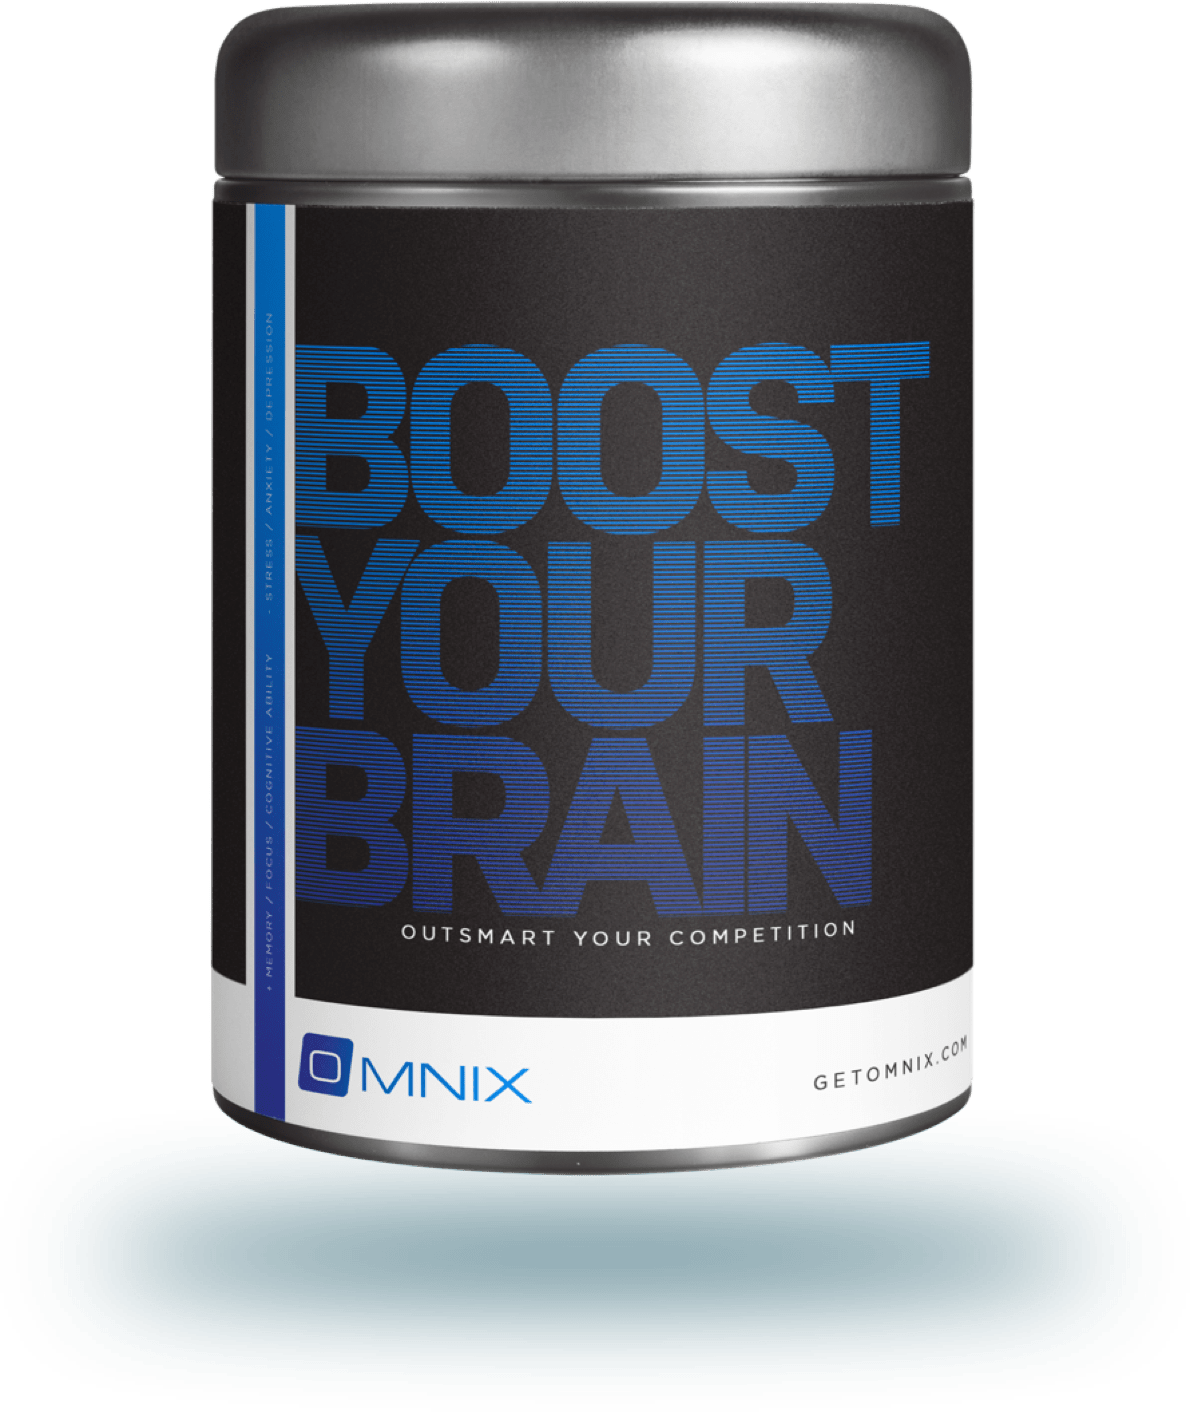 + MEMORY / FOCUS / COGNITIVE ABILITY - STRESS / ANXIETY / DEPRESSION
BOOST
YOUR
BRAIN
OUTSMART YOUR COMPETITION
OMNIX
GETOMNIX.COM